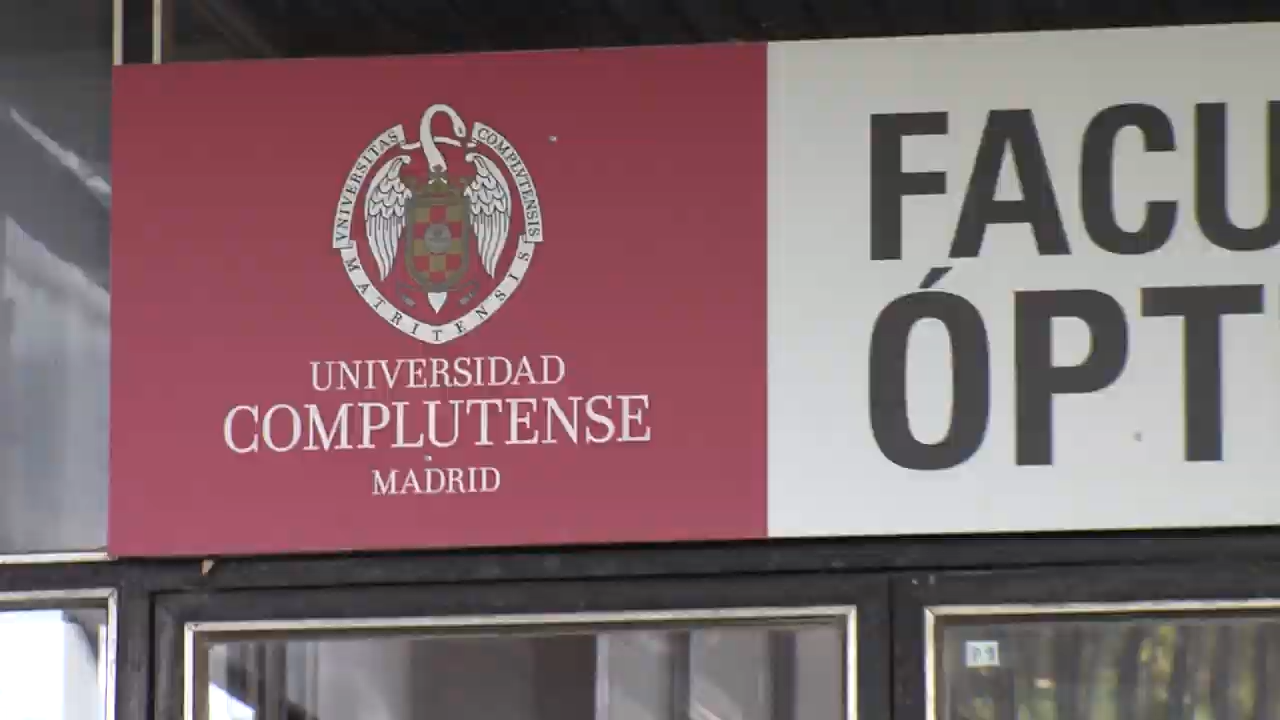 VNIVERSITAS COMPLVTENSIS
MATRITENSIS
UNIVERSIDAD
COMPLUTENSE
MADRID
FACU
ÓPT